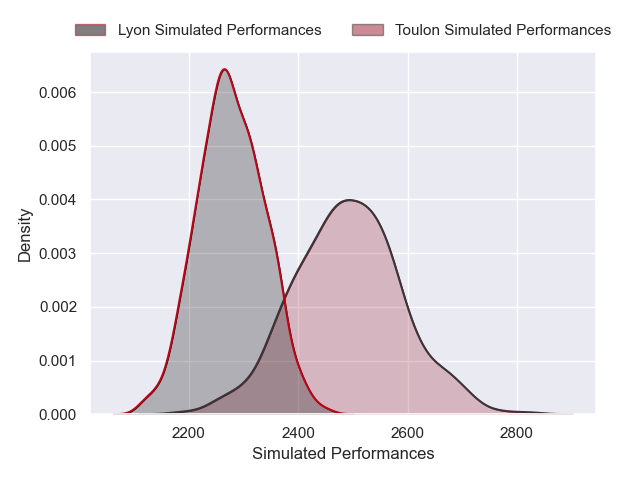 Lyon Simulated Performances Toulon Simulated Performances
0.006
0.005
0.004
0.003
0.002
0.001
0.000
Density
2200 2400 2600 2800
Simulated Performances